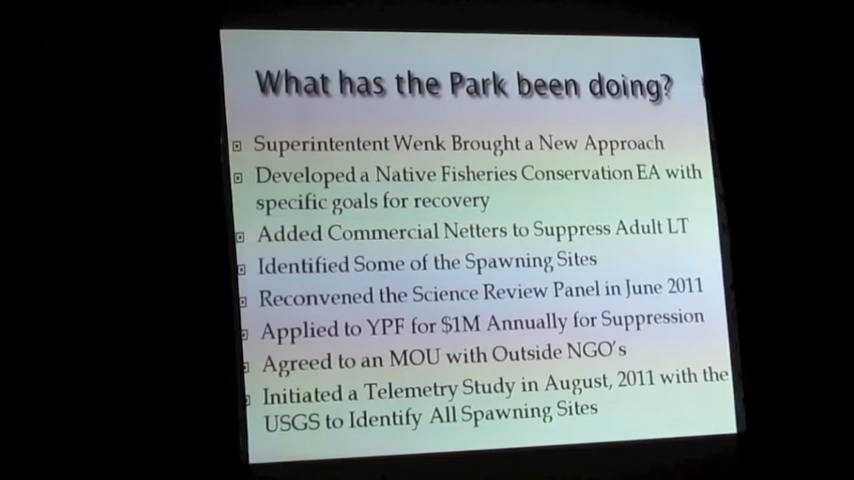 What has the Park been doing?
Superintentent Wenk Brought a New Approach
Developed a Native Fisheries Conservation EA with
specific goals for recovery
Added Commercial Netters to Suppress Adult LT
Identified Some of the Spawning Sites
Reconvened the Science Review Panel in June 2011
Applied to YPF for $1M Annually for Suppression
Agreed to an MOU with Outside NGO's
Initiated a Telemetry Study in August, 2011 with the
USGS to Identify All Spawning Sites